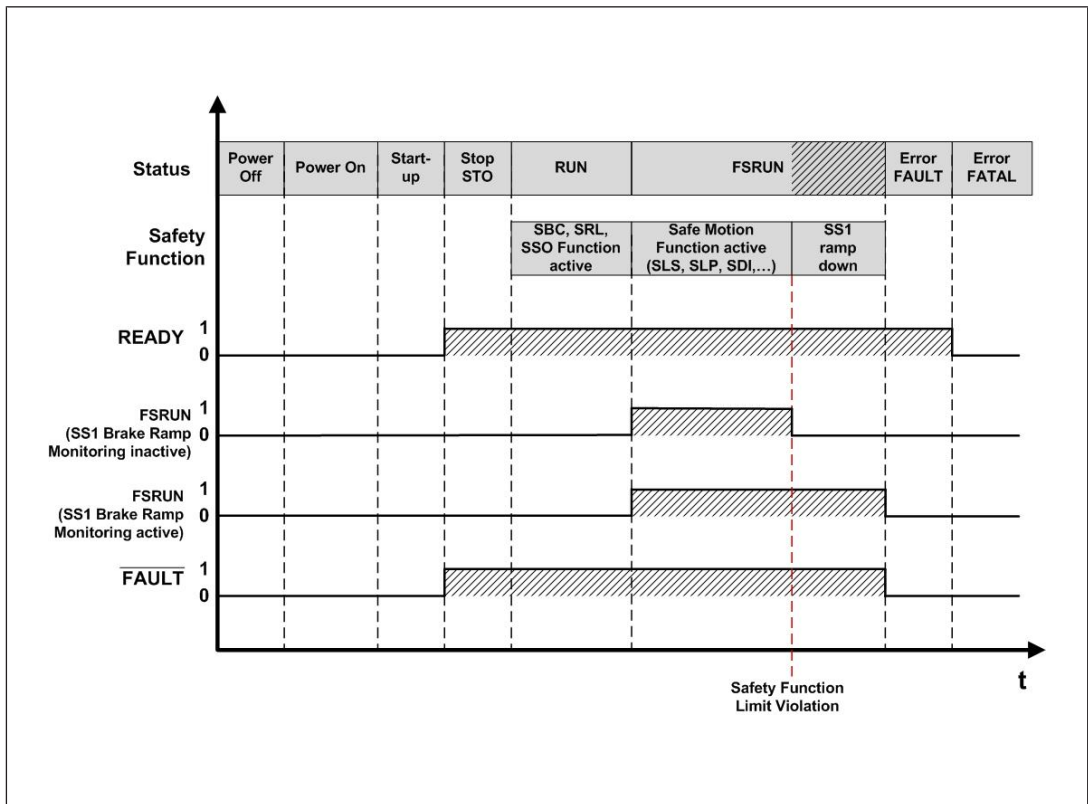 Status
Power
Off
Power On
Start-
up
Stop
STO
RUN
FSRUN
Error
FAULT
Error
FATAL
Safety
Function
SBC, SRL,
SSO Function
active
Safe Motion
Function active
(SLS, SLP, SDI,...)
SS1
ramp
down
READY
1
0
FSRUN
(SS1 Brake Ramp
Monitoring inactive)
1
0
FSRUN
(SS1 Brake Ramp
Monitoring active)
1
0
FAULT
1
0
t
Safety Function
Limit Violation